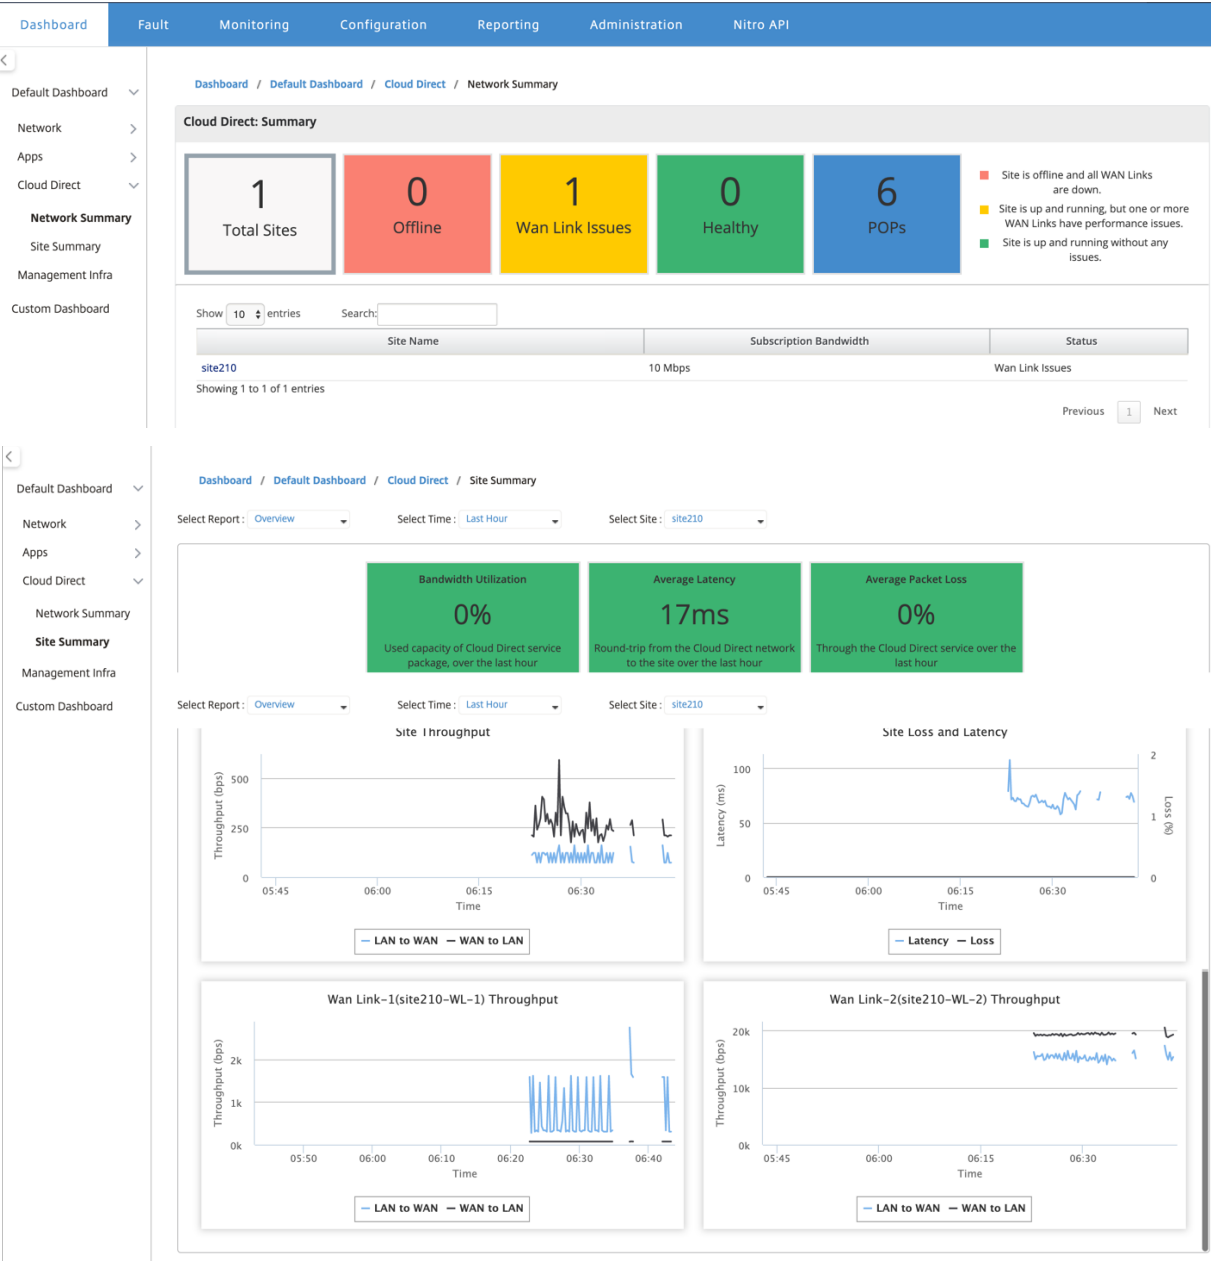 Dashboard Fault Monitoring Configuration Reporting Administration Nitro API
Default Dashboard
Network
Apps
Cloud Direct
Network Summary
Site Summary
Management Infra
Custom Dashboard
Dashboard / Default Dashboard / Cloud Direct / Network Summary
Cloud Direct: Summary
1
Total Sites
0
Offline
1
Wan Link Issues
0
Healthy
6
POPs
Site is offline and all WAN Links
are down.
Site is up and running, but one or more
WAN Links have performance issues.
Site is up and running without any
issues.
Show 10 entries Search:
Site Name Subscription Bandwidth Status
site210 10 Mbps Wan Link Issues
Showing 1 to 1 of 1 entries
Previous 1 Next
Default Dashboard
Network
Apps
Cloud Direct
Network Summary
Site Summary
Management Infra
Custom Dashboard
Dashboard / Default Dashboard / Cloud Direct / Site Summary
Select Report : Overview Select Time : Last Hour Select Site : site210
Bandwidth Utilization
0%
Used capacity of Cloud Direct service
package, over the last hour
Average Latency
17ms
Round-trip from the Cloud Direct network
to the site over the last hour
Average Packet Loss
0%
Through the Cloud Direct service over the
last hour
Select Report : Overview Select Time : Last Hour Select Site : site210
Site Throughput
Throughput (bps)
500
250
0
05:45 06:00 06:15 06:30
Time
LAN to WAN WAN to LAN
Site Loss and Latency
Latency (ms)
100
50
0
2
1
0
Loss (%)
05:45 06:00 06:15 06:30
Time
Latency Loss
Wan Link-1(site210-WL-1) Throughput
Throughput (bps)
2k
1k
0k
05:50 06:00 06:10 06:20 06:30 06:40
Time
LAN to WAN WAN to LAN
Wan Link-2(site210-WL-2) Throughput
Throughput (bps)
20k
10k
0k
05:45 06:00 06:15 06:30
Time
LAN to WAN WAN to LAN